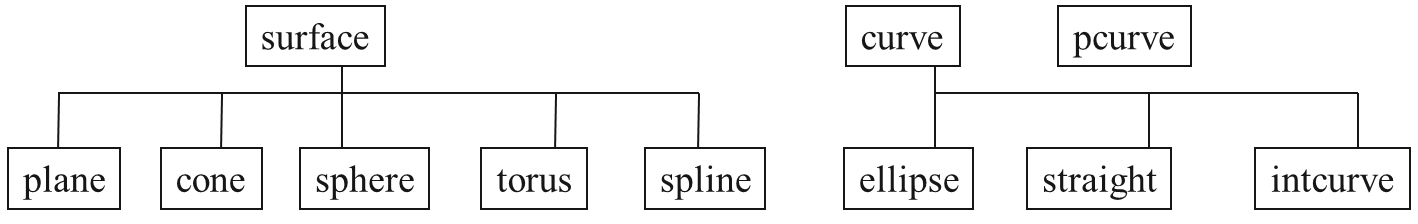 surface
curve
pcurve
plane
cone
sphere
torus
spline
ellipse
straight
intcurve